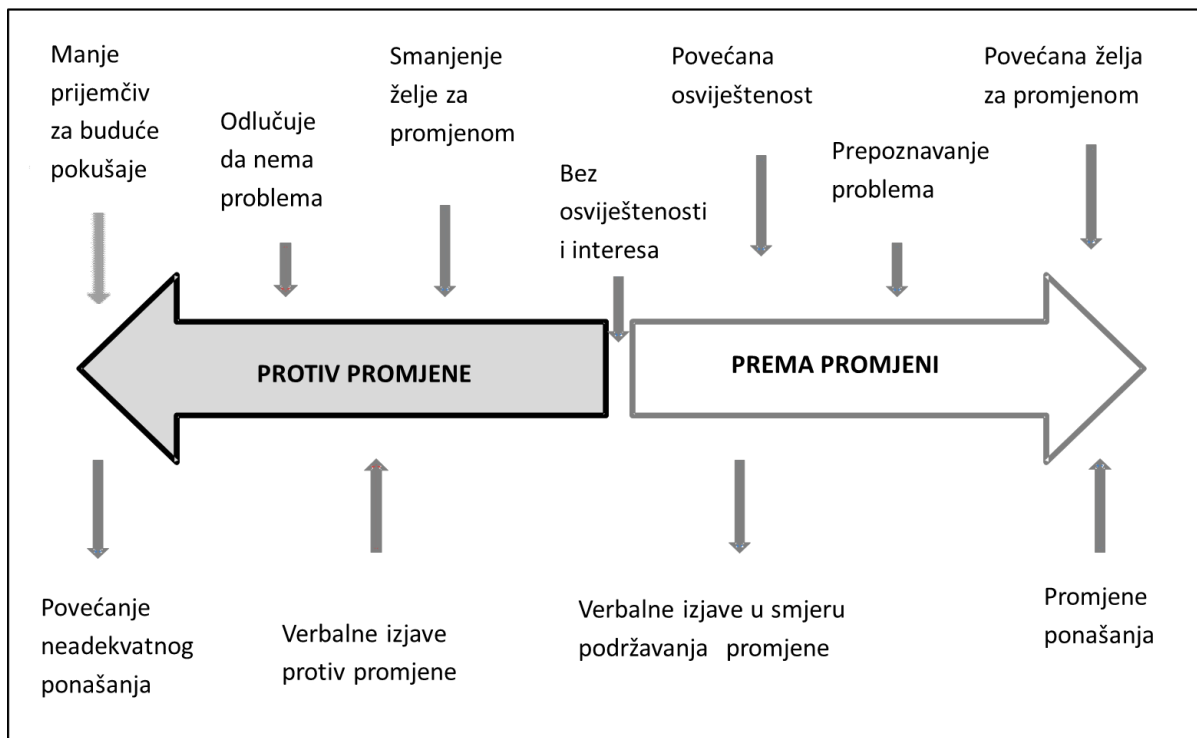 Manje
prijemčiv
za buduće
pokušaje
Odlučuje
da nema
problema
Smanjenje
želje za
promjenom
Bez
osviještenosti
i interesa
Povećana
osviještenost
Prepoznavanje
problema
Povećana želja
za promjenom
PROTIV PROMJENE
PREMA PROMJENI
Povećanje
neadekvatnog
ponašanja
Verbalne izjave
protiv promjene
Verbalne izjave u smjeru
podržavanja promjene
Promjene
ponašanja